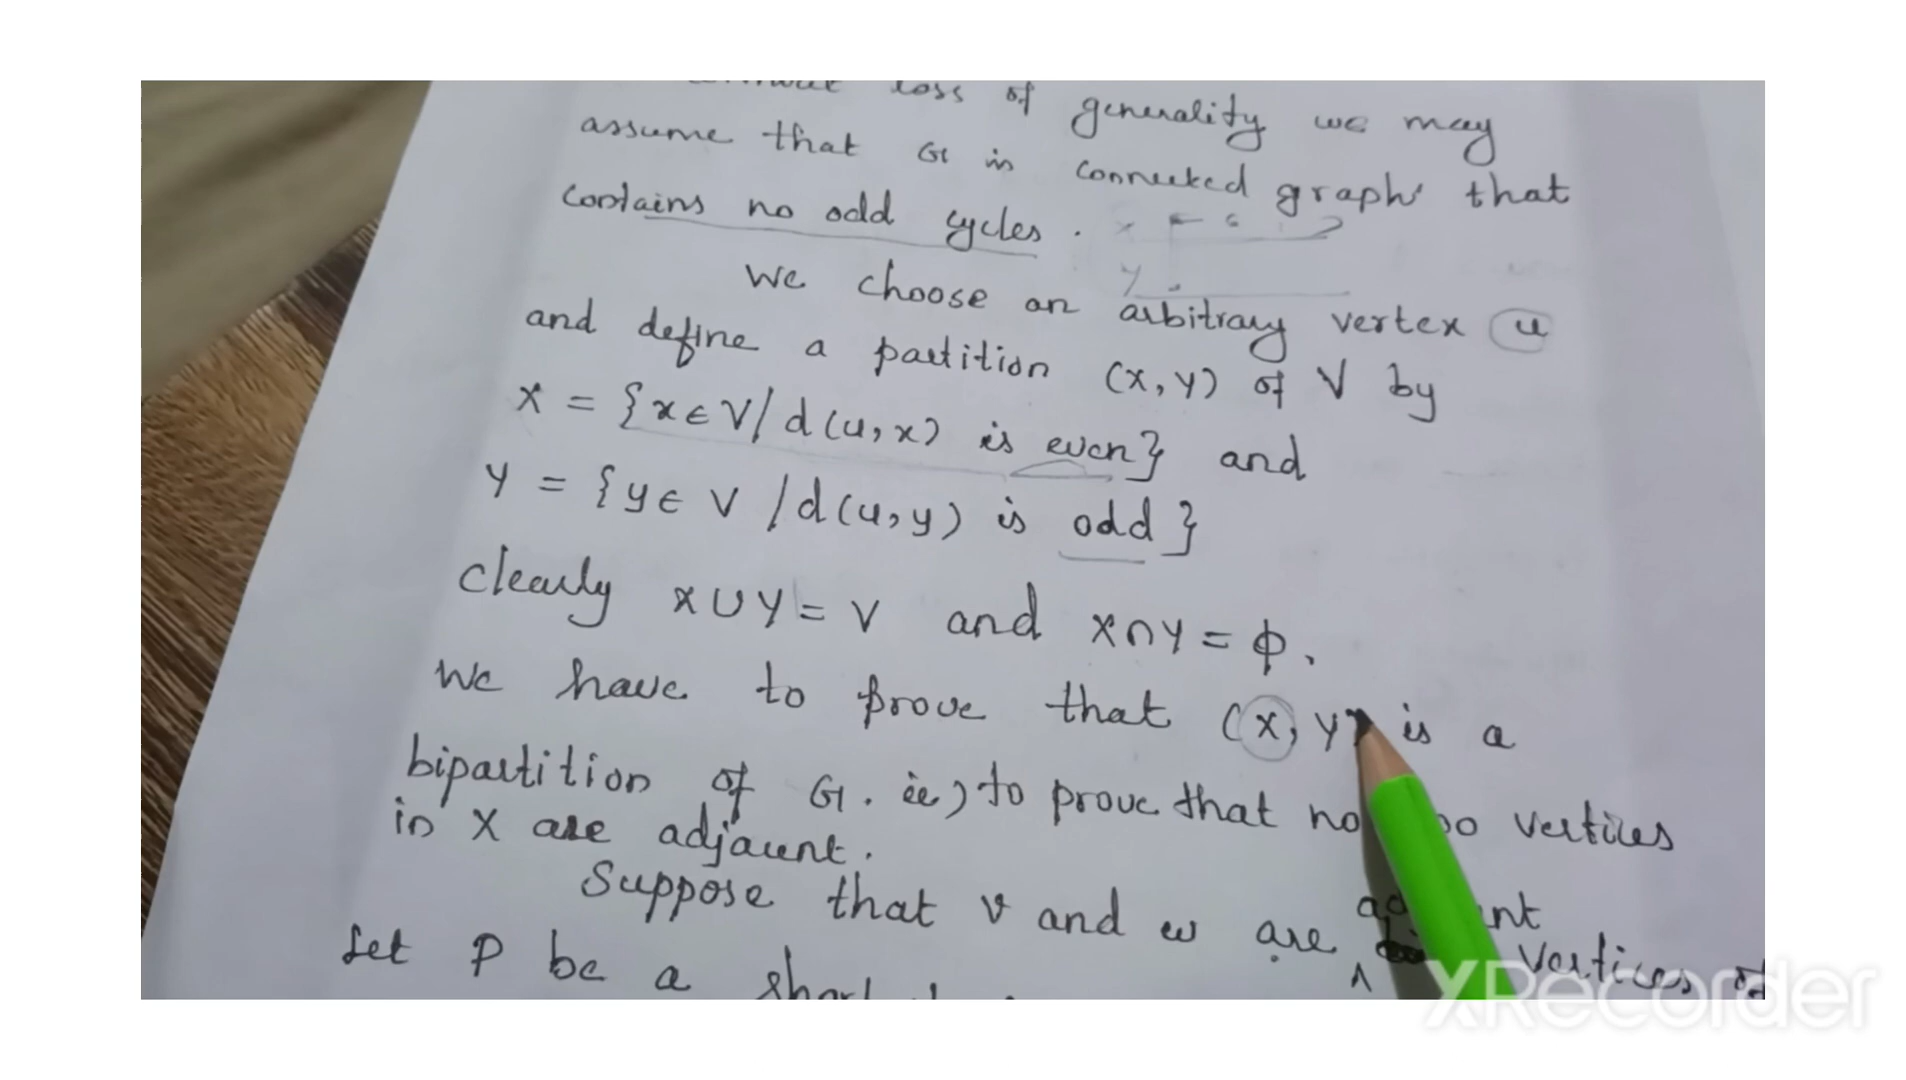 loss of generality we may
assume that G is connected graph that
contains no odd cycles.
X
Y
We choose an arbitrary vertex u
and define a partition (X, Y) of V by
X = {x ∈ V / d(u, x) is even} and
Y = {y ∈ V / d(u, y) is odd}
clearly X ∪ Y = V and X ∩ Y = ϕ.
We have to prove that (X, Y) is a
bipartition of G. ie) to prove that no vertices
in X are adjacent.
Suppose that v and w are vertices of
Let P be a
XRecorder